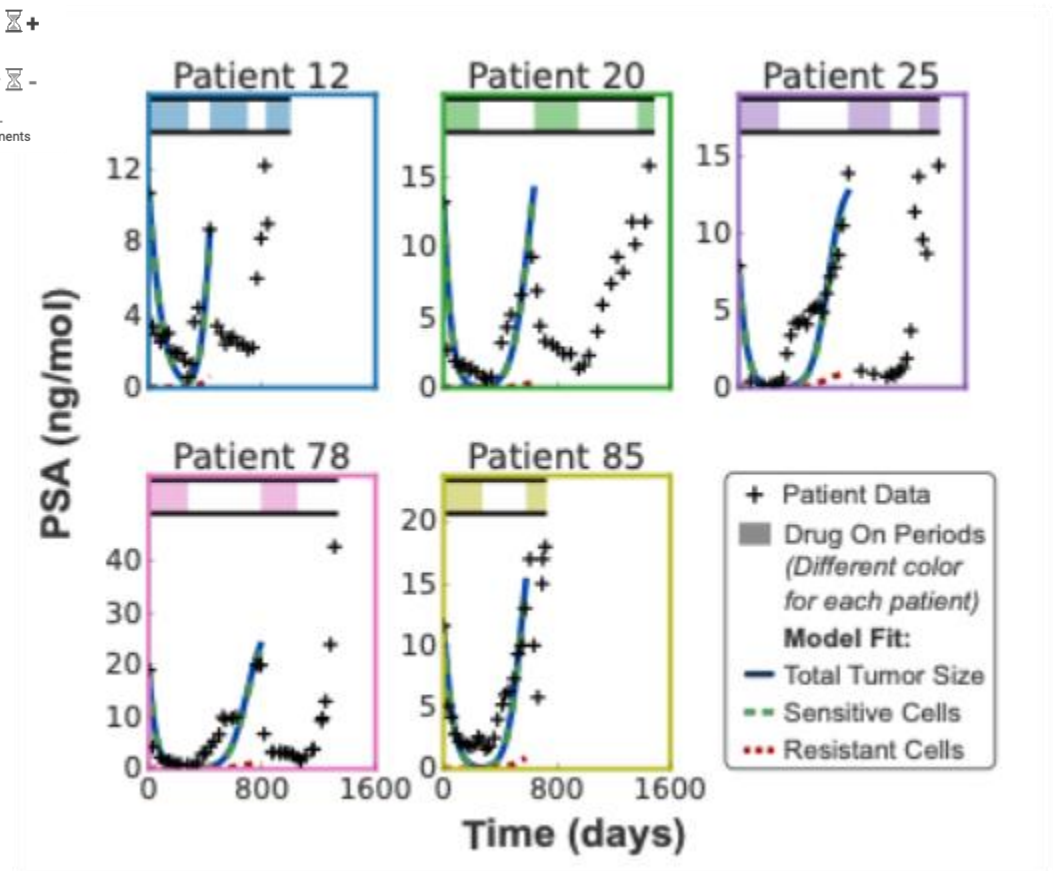 +
-
ments
Patient 12
Patient 20
Patient 25
12
8
4
0
15
10
5
0
15
10
5
0
PSA (ng/mol)
Patient 78
Patient 85
40
30
20
10
0
20
15
10
5
0
0
800
1600
0
800
1600
Time (days)
+ Patient Data
Drug On Periods
(Different color
for each patient)
Model Fit:
Total Tumor Size
Sensitive Cells
Resistant Cells